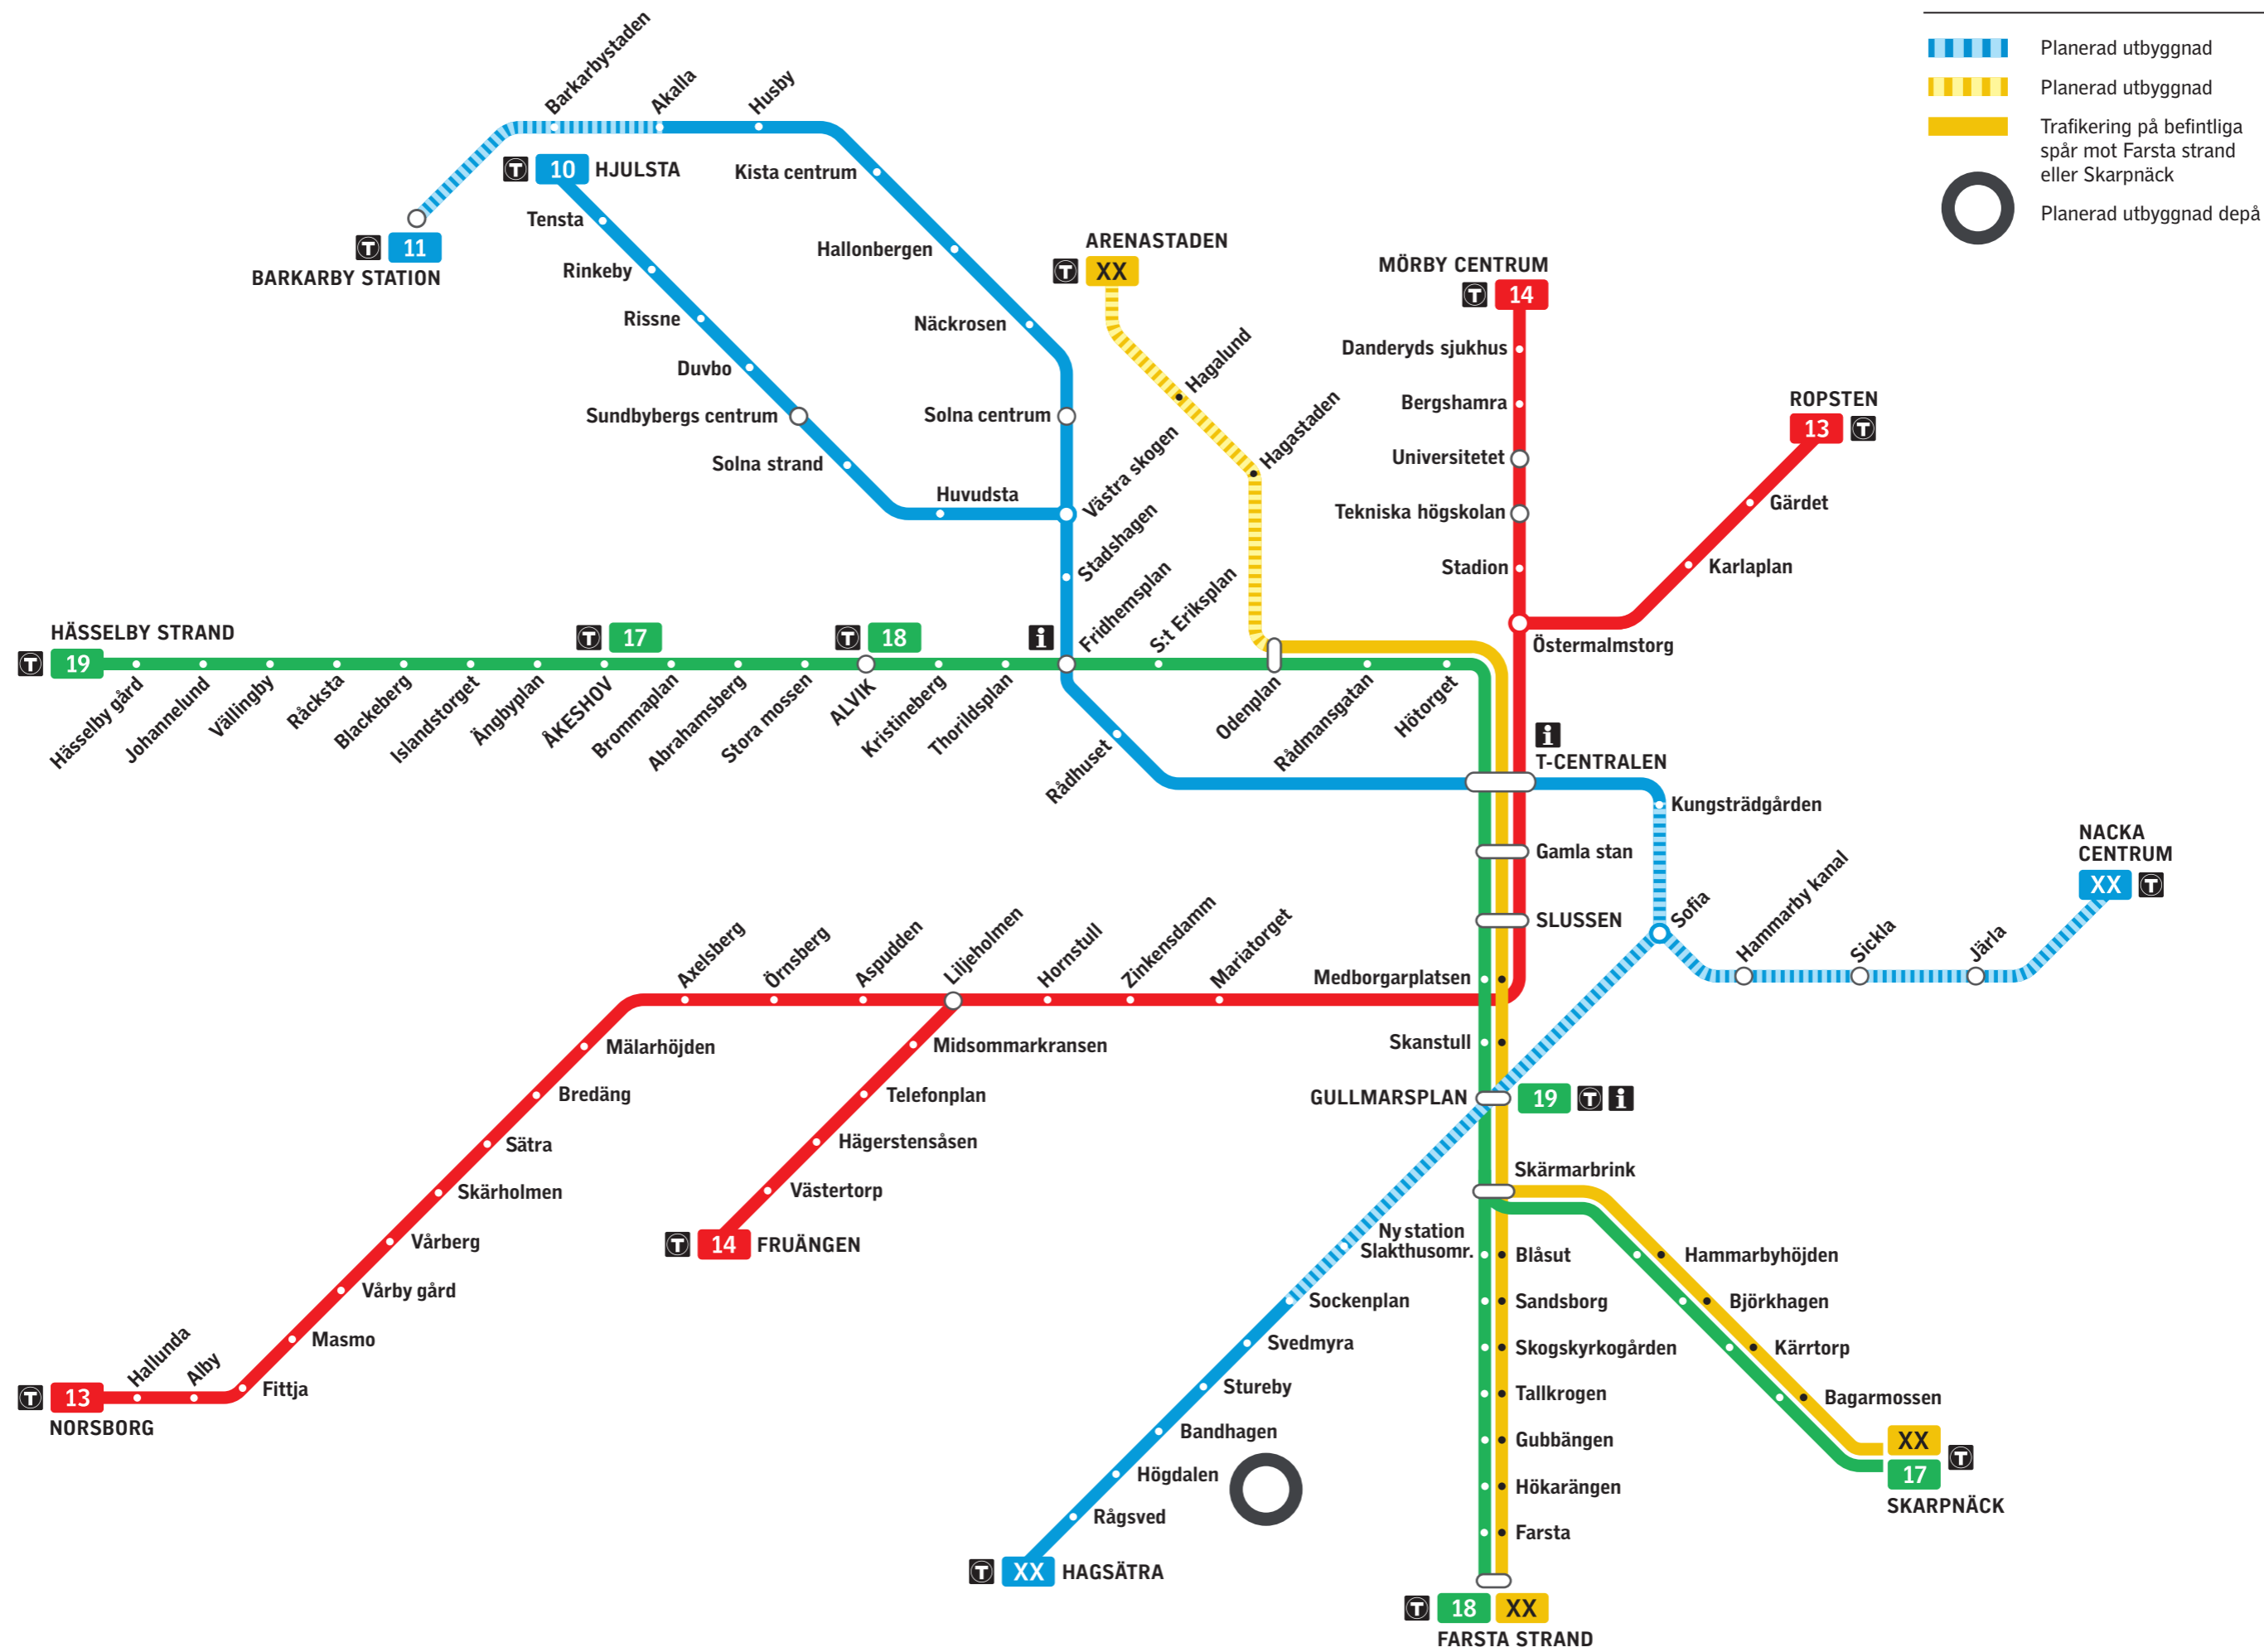 Planerad utbyggnad
Planerad utbyggnad
Trafikering på befintliga
spår mot Farsta strand
eller Skarpnäck
Planerad utbyggnad depå
Barkarbystaden
Akalla
Husby
T 10 HJULSTA
Kista centrum
Tensta
T 11
BARKARBY STATION
Hallonbergen
Rinkeby
ARENASTADEN
T XX
MÖRBY CENTRUM
T 14
Rissne
Näckrosen
Danderyds sjukhus
Duvbo
Hagalund
Bergshamra
ROPSTEN
13 T
Sundbybergs centrum
Solna centrum
Hagastaden
Universitetet
Solna strand
Västra skogen
Huvudsta
Tekniska högskolan
Gärdet
Stadshagen
Stadion
Karlaplan
Fridhemsplan
S:t Eriksplan
HÄSSELBY STRAND
T 19
T 17
T 18
i
Östermalmstorg
Hässelby gård
Johannelund
Vällingby
Råcksta
Blackeberg
Islandstorget
Ängbyplan
ÅKESHOV
Brommaplan
Abrahamsberg
Stora mossen
ALVIK
Kristineberg
Thorildsplan
Rådhuset
Odenplan
Rådmansgatan
Hötorget
i
T-CENTRALEN
Kungsträdgården
Gamla stan
NACKA
CENTRUM
XX T
SLUSSEN
Sofia
Hammarby kanal
Sickla
Järla
Axelsberg
Örnsberg
Aspudden
Liljeholmen
Hornstull
Zinkensdamm
Mariatorget
Medborgarplatsen
Mälarhöjden
Midsommarkransen
Skanstull
Bredäng
Telefonplan
GULLMARSPLAN
19 T i
Sätra
Hägerstensåsen
Skärmarbrink
Skärholmen
Västertorp
Vårberg
T 14 FRUÄNGEN
Ny station
Slakthusomr.
Blåsut
Hammarbyhöjden
Vårby gård
Sockenplan
Sandsborg
Björkhagen
Masmo
Svedmyra
Skogskyrkogården
Kärrtorp
Hallunda
Alby
Fittja
Stureby
Tallkrogen
Bagarmossen
T 13
NORSBORG
Bandhagen
Gubbängen
XX
17
T
SKARPNÄCK
Högdalen
Hökarängen
Rågsved
Farsta
T XX HAGSÄTRA
T 18 XX
FARSTA STRAND